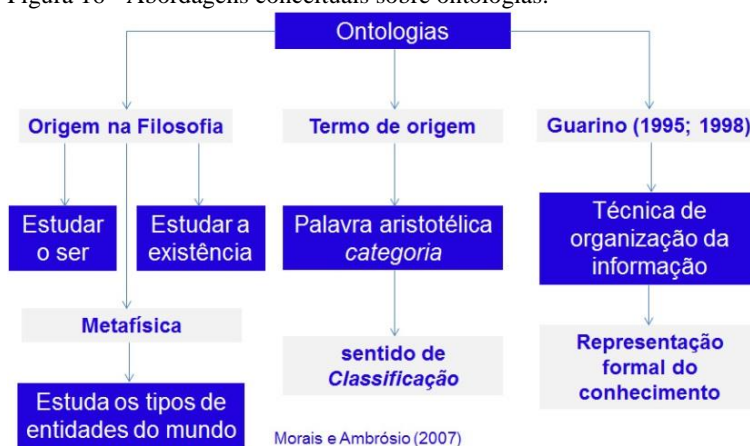 Figura 16 - Abordagens conceituais sobre ontologias.
Ontologias
Origem na Filosofia
Termo de origem
Guarino (1995; 1998)
Estudar
o ser
Estudar a
existência
Palavra aristotélica
categoria
Técnica de
organização da
informação
Metafísica
sentido de
Classificação
Representação
formal do
conhecimento
Estuda os tipos de
entidades do mundo
Morais e Ambrósio (2007)